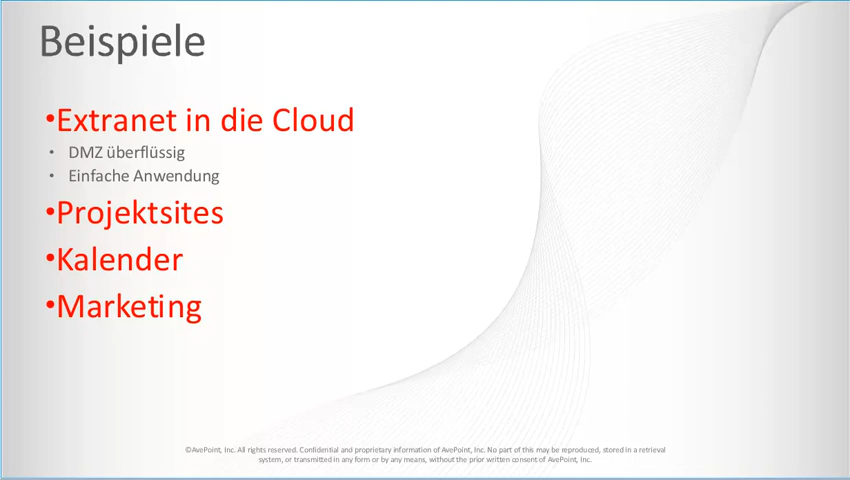 Beispiele
•Extranet in die Cloud
• DMZ überflüssig
• Einfache Anwendung
•Projektsites
•Kalender
•Marketing
©AvePoint, Inc. All rights reserved. Confidential and proprietary information of AvePoint, Inc. No part of this may be reproduced, stored in a retrieval
system, or transmitted in any form or by any means, without the prior written consent of AvePoint, Inc.